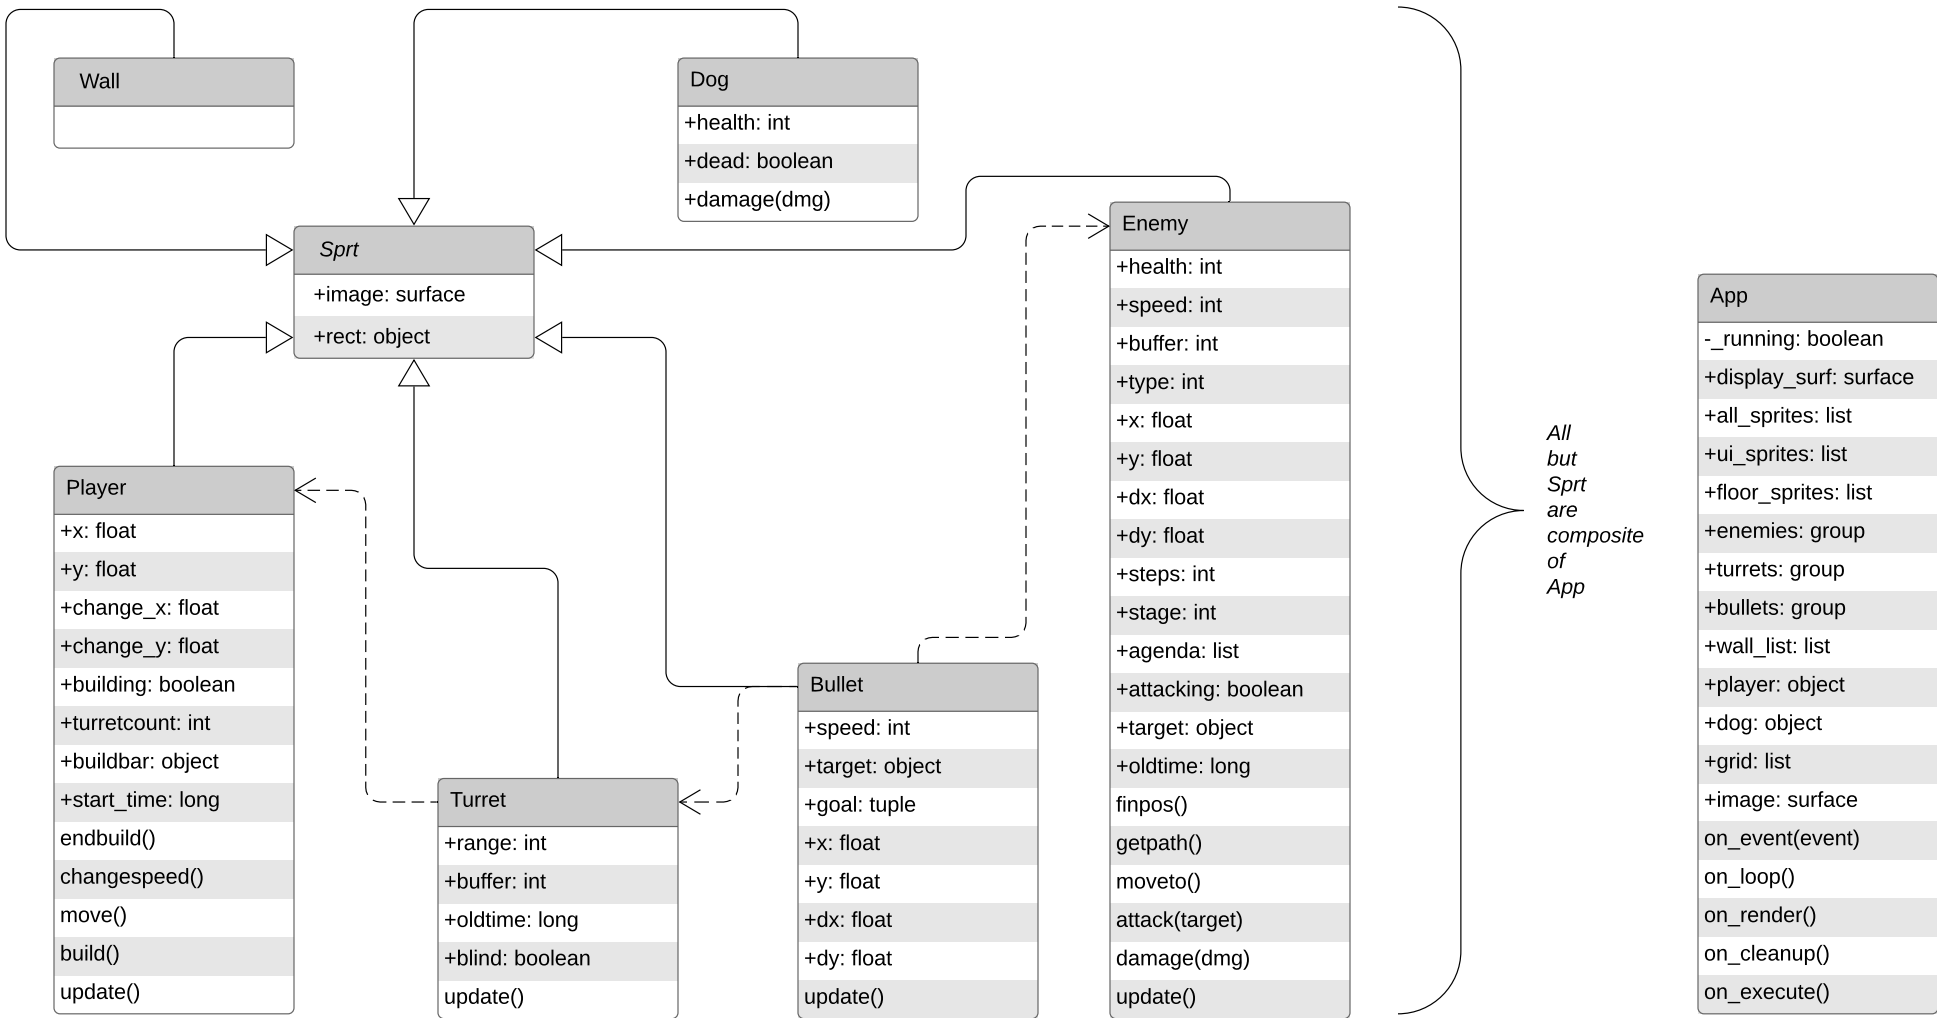 Wall
Dog
+health: int
+dead: boolean
+damage(dmg)
Sprt
+image: surface
+rect: object
Enemy
+health: int
+speed: int
+buffer: int
+type: int
+x: float
+y: float
+dx: float
+dy: float
+steps: int
+stage: int
+agenda: list
+attacking: boolean
+target: object
+oldtime: long
finpos()
getpath()
moveto()
attack(target)
damage(dmg)
update()
Player
+x: float
+y: float
+change_x: float
+change_y: float
+building: boolean
+turretcount: int
+buildbar: object
+start_time: long
endbuild()
changespeed()
move()
build()
update()
Turret
+range: int
+buffer: int
+oldtime: long
+blind: boolean
update()
Bullet
+speed: int
+target: object
+goal: tuple
+x: float
+y: float
+dx: float
+dy: float
update()
All
but
Sprt
are
composite
of
App
App
-_running: boolean
+display_surf: surface
+all_sprites: list
+ui_sprites: list
+floor_sprites: list
+enemies: group
+turrets: group
+bullets: group
+wall_list: list
+player: object
+dog: object
+grid: list
+image: surface
on_event(event)
on_loop()
on_render()
on_cleanup()
on_execute()